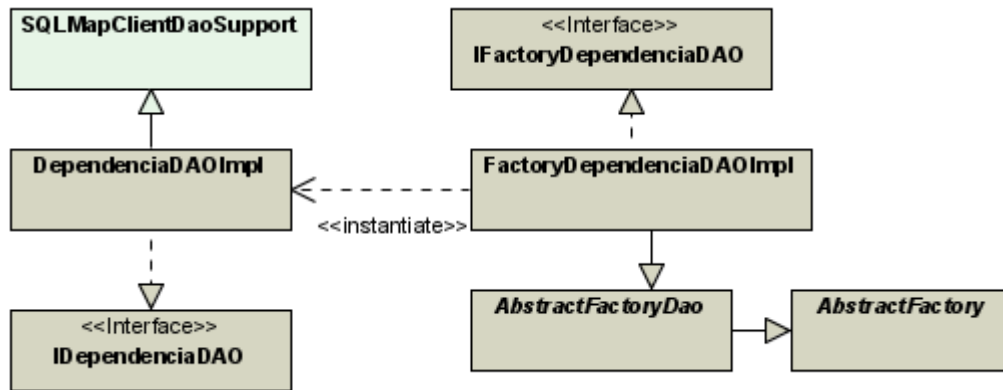 SQLMapClientDaoSupport
<<Interface>>
IFactoryDependenciaDAO
DependenciaDAOImpl
FactoryDependenciaDAOImpl
<<instantiate>>
<<Interface>>
IDependenciaDAO
AbstractFactoryDao
AbstractFactory